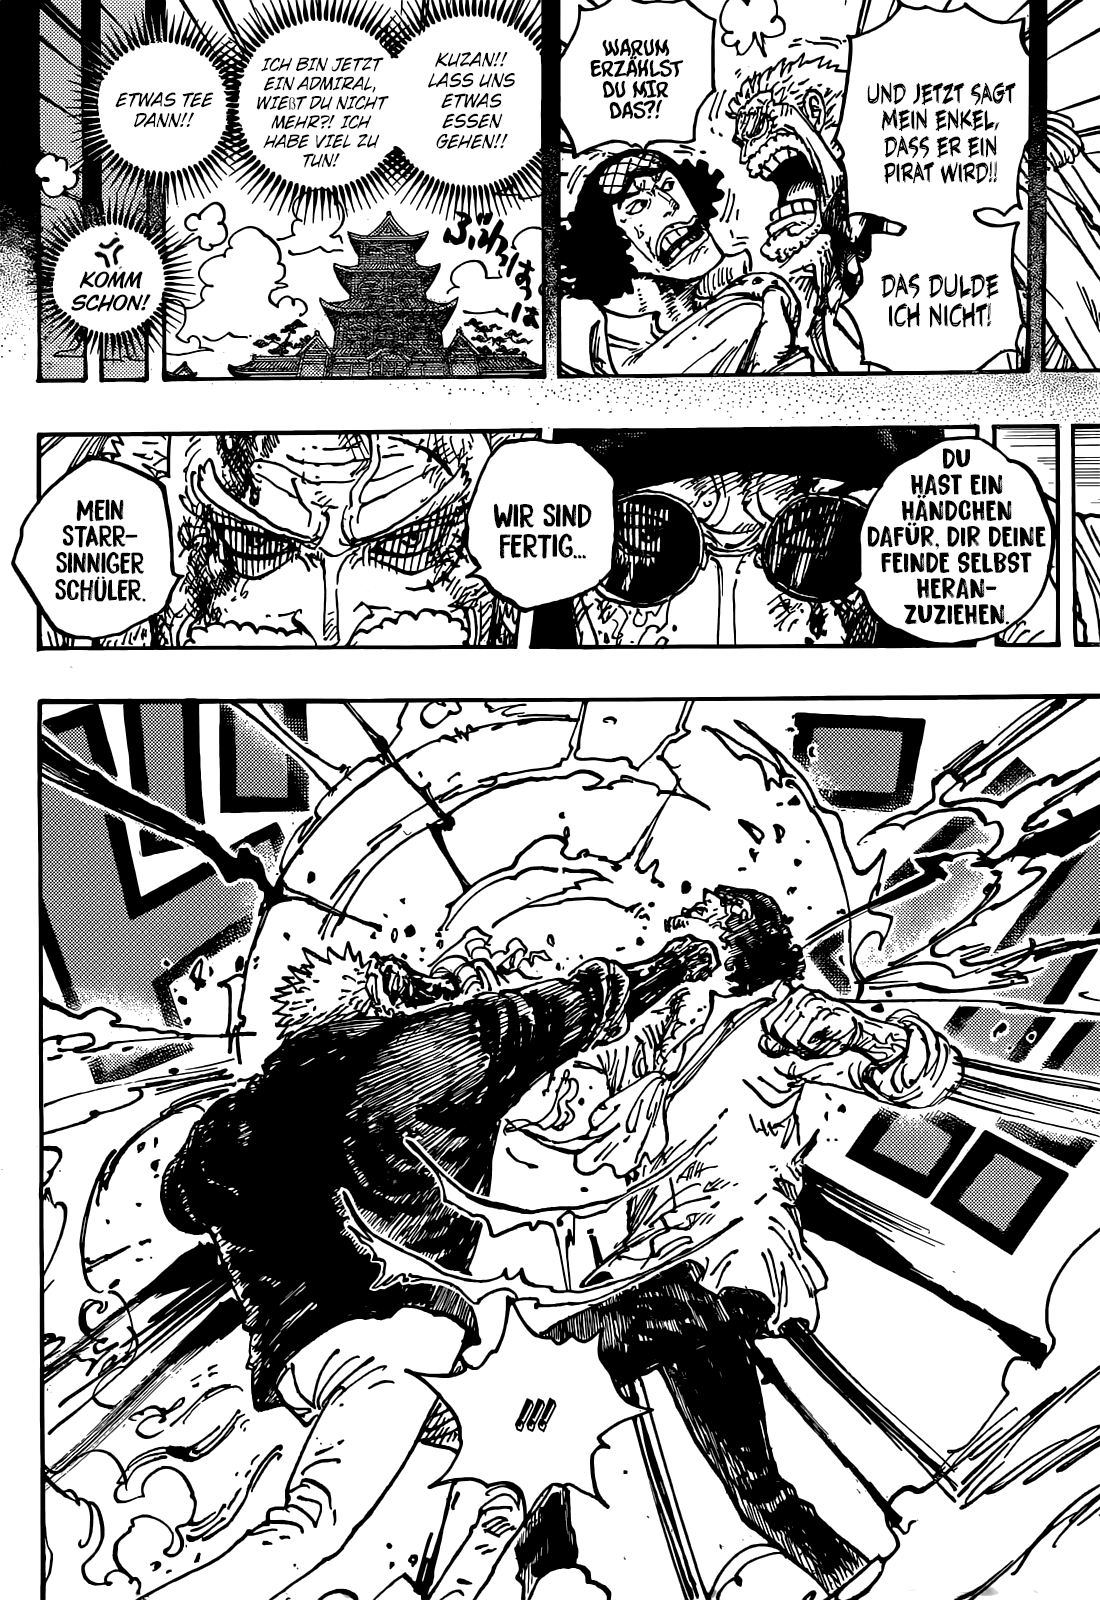 UND JETZT SAGT
MEIN ENKEL,
DASS ER EIN
PIRAT WIRD!!
DAS DULDE
ICH NICHT!
WARUM
ERZÄHLST
DU MIR
DAS?!
KUZAN!!
LASS UNS
ETWAS
ESSEN
GEHEN!!
ICH BIN JETZT
EIN ADMIRAL,
WIEẞT DU NICHT
MEHR?! ICH
HABE VIEL ZU
TUN!
ETWAS TEE
DANN!!
KOMM
SCHON!
DU
HAST EIN
HÄNDCHEN
DAFÜR, DIR DEINE
FEINDE SELBST
HERAN-
ZUZIEHEN.
WIR SIND
FERTIG...
MEIN
STARR-
SINNIGER
SCHÜLER.
!!!